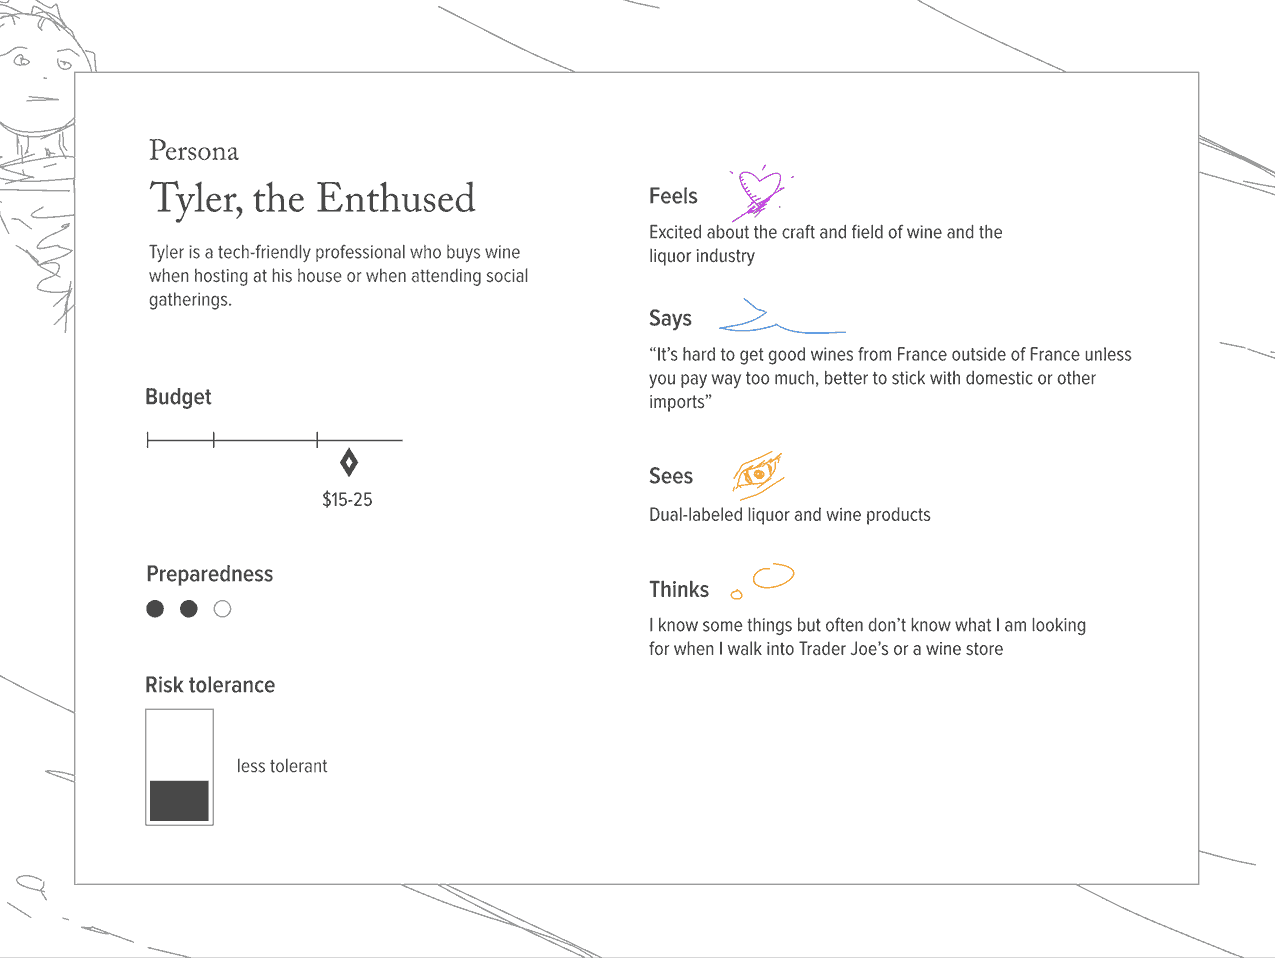 Persona
Tyler, the Enthused
Tyler is a tech-friendly professional who buys wine
when hosting at his house or when attending social
gatherings.
Budget
$15-25
Preparedness
Risk tolerance
less tolerant
Feels
Excited about the craft and field of wine and the
liquor industry
Says
“It’s hard to get good wines from France outside of France unless
you pay way too much, better to stick with domestic or other
imports”
Sees
Dual-labeled liquor and wine products
Thinks
I know some things but often don’t know what I am looking
for when I walk into Trader Joe’s or a wine store